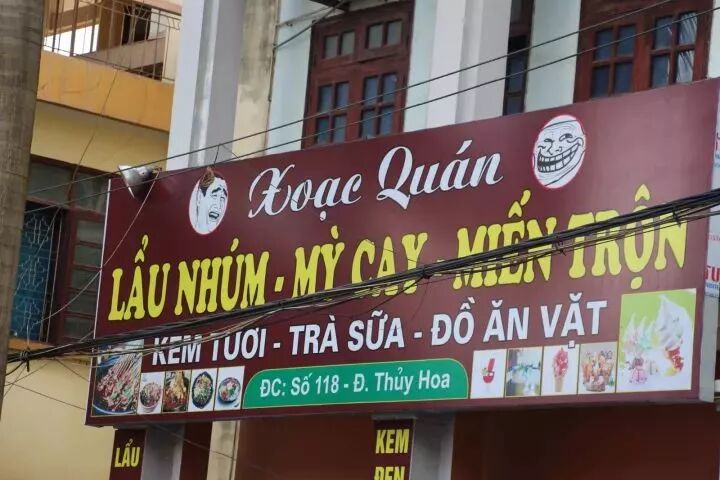 Xoạc Quán
LẨU NHÚM - MỲ CAY - MIẾN TRỘN
KEM TƯƠI - TRÀ SỮA - ĐỒ ĂN VẶT
ĐC: Số 118 - Đ. Thủy Hoa
LẨU
KEM
ĐEN